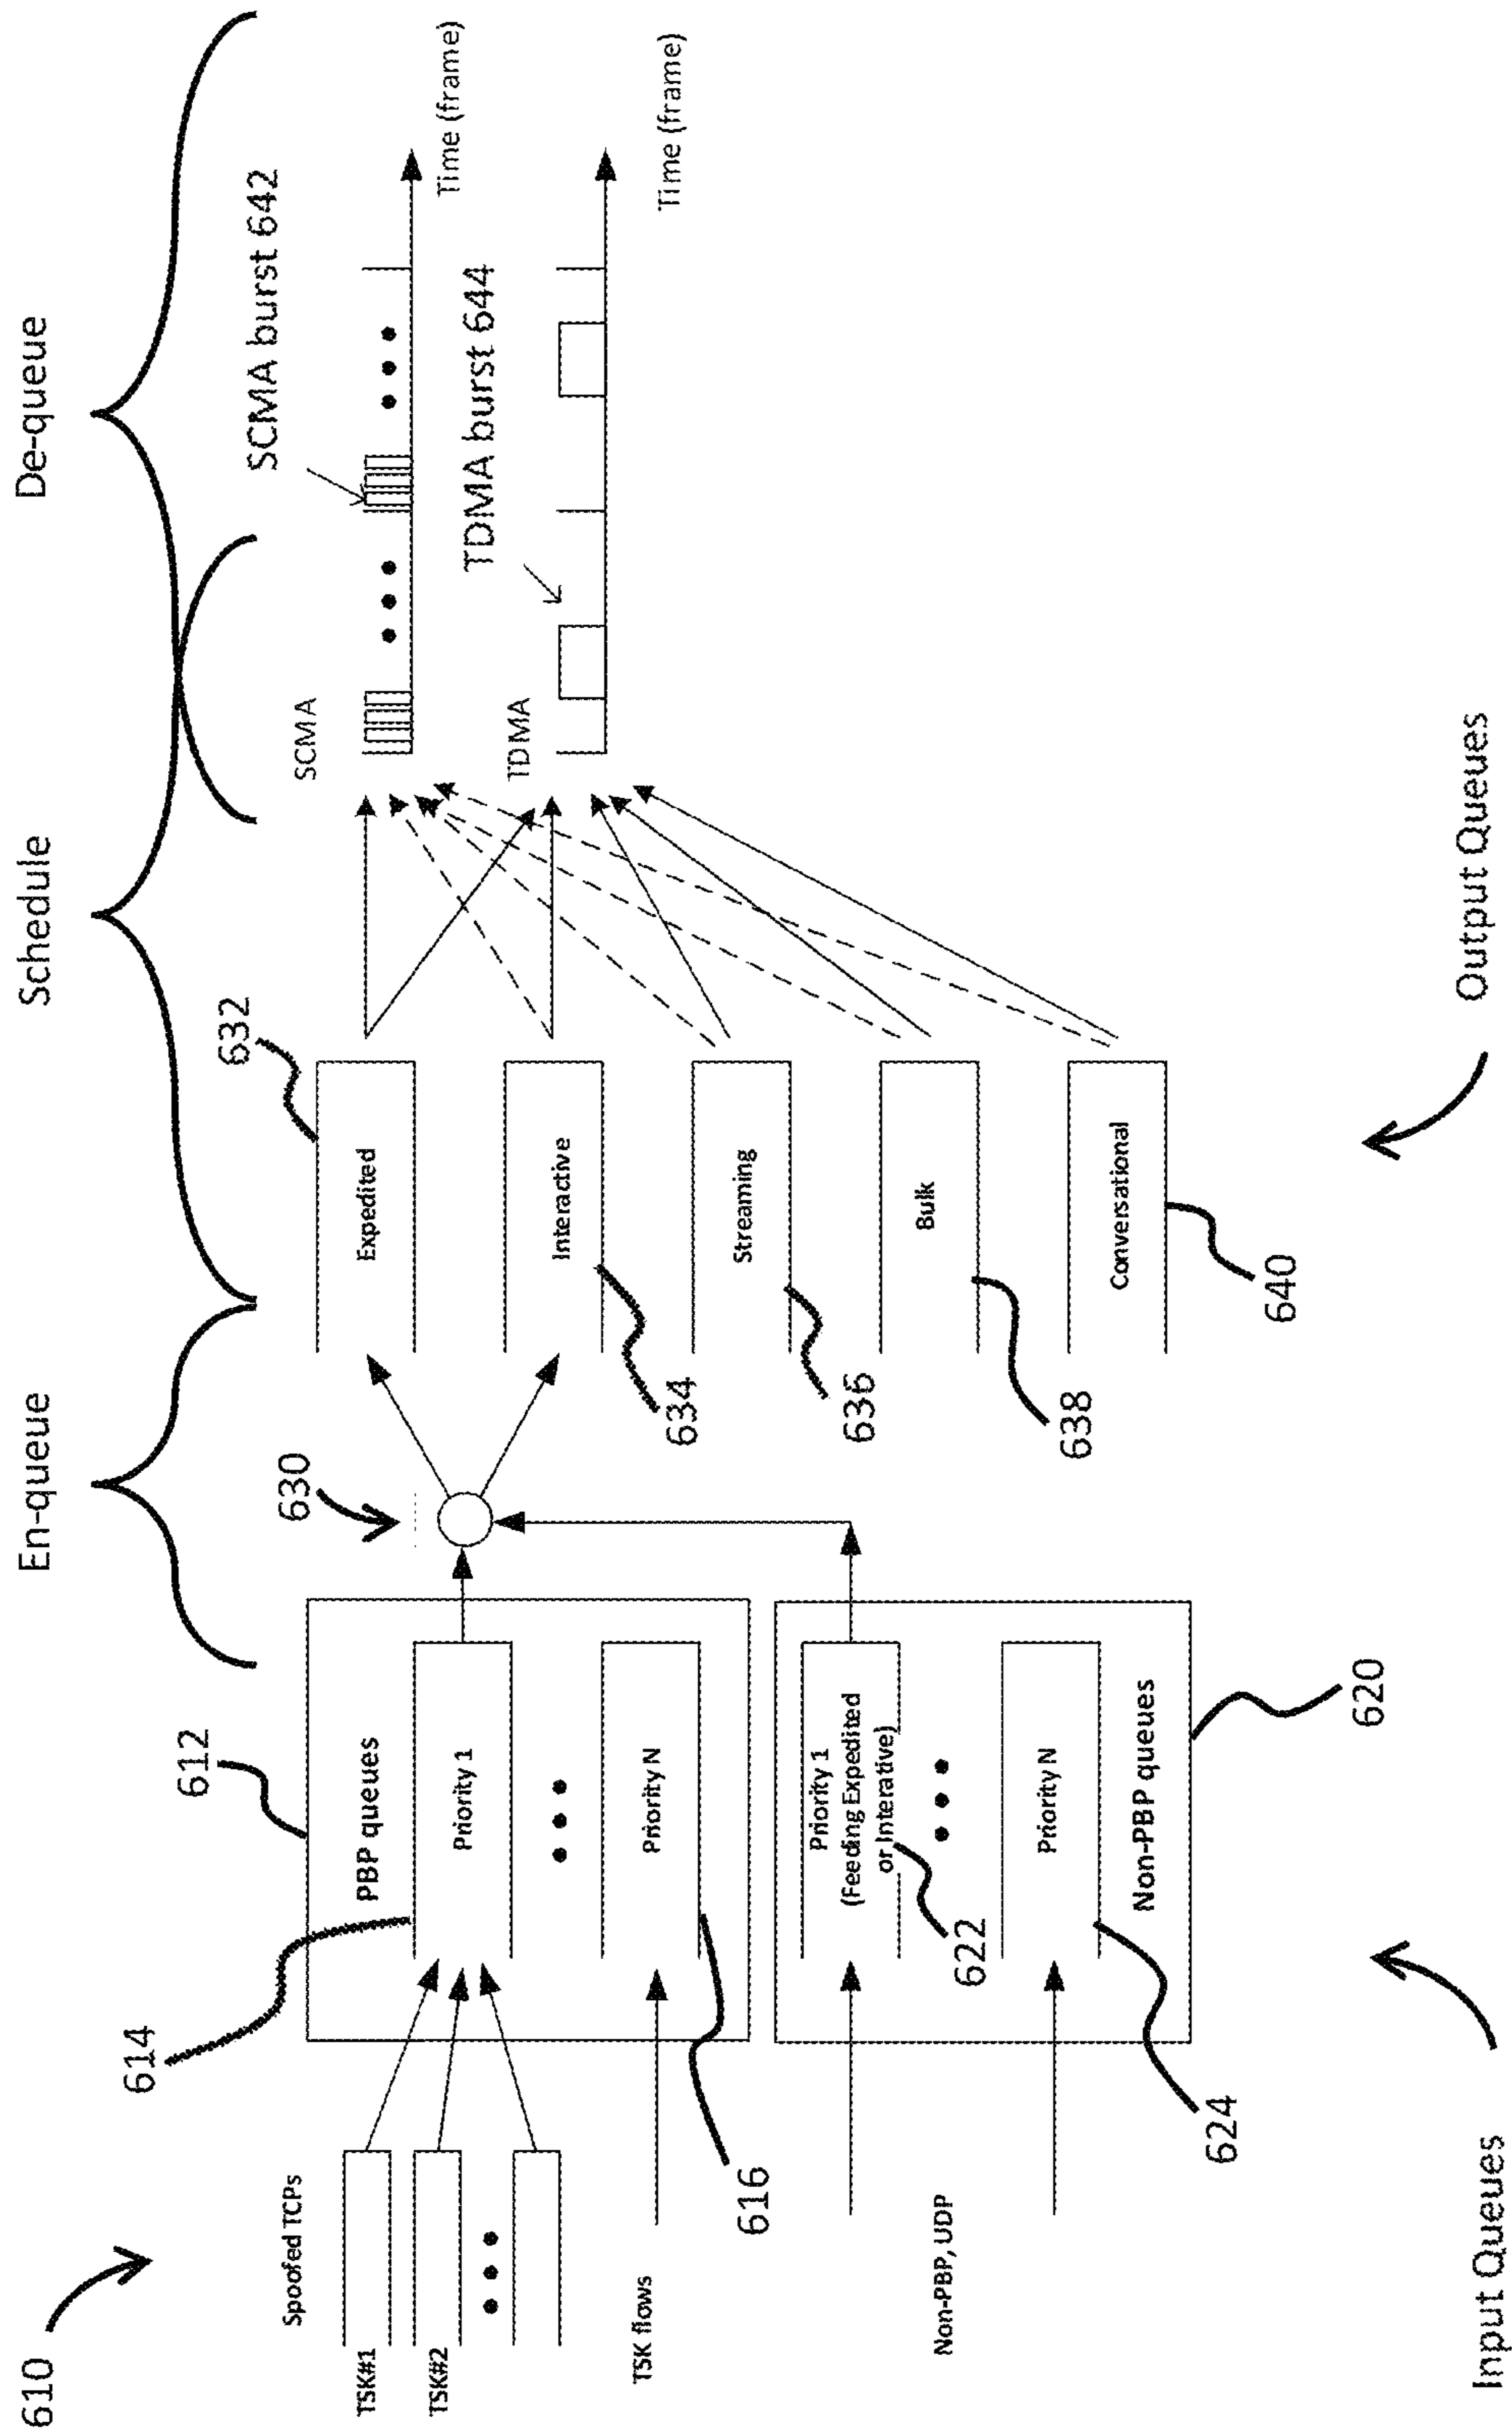 610
En-queue
Schedule
De-queue
612
614
630
632
Spoofed TCPs
TSK#1
TSK#2
TSK flows
616
PBP queues
Priority 1
Priority N
Expedited
Interactive
634
Streaming
636
Bulk
638
Conversational
640
SCMA
SCMA burst 642
Time (frame)
TDMA
TDMA burst 644
Time (frame)
Non-PBP, UDP
Priority 1
(Feeding Expedited
or Interative)
622
Priority N
624
Non-PBP queues
620
Input Queues
Output Queues